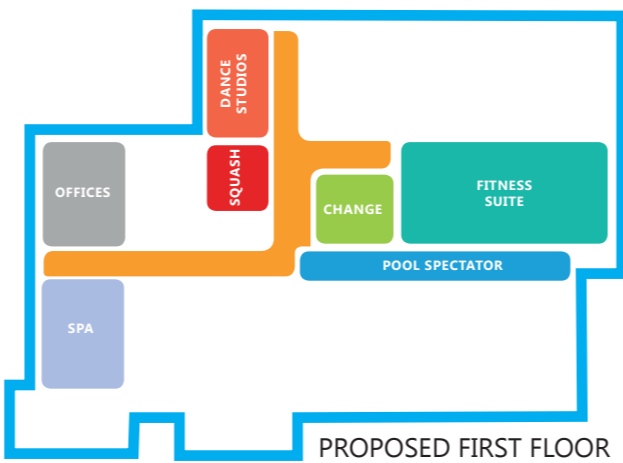 DANCE
STUDIOS
SQUASH
OFFICES
FITNESS
SUITE
CHANGE
POOL SPECTATOR
SPA
PROPOSED FIRST FLOOR